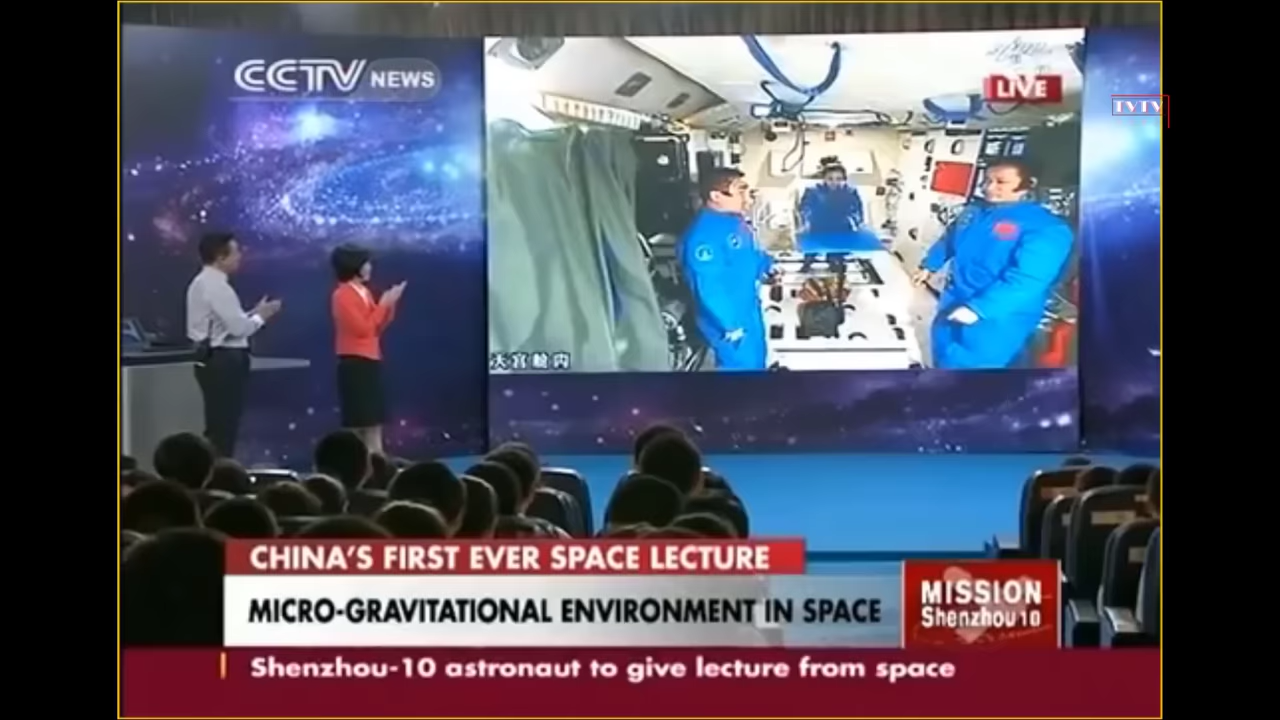 CCTV NEWS
LIVE
TVTV
天宫舱内
CHINA'S FIRST EVER SPACE LECTURE
MICRO-GRAVITATIONAL ENVIRONMENT IN SPACE
MISSION
Shenzhou 10
Shenzhou-10 astronaut to give lecture from space